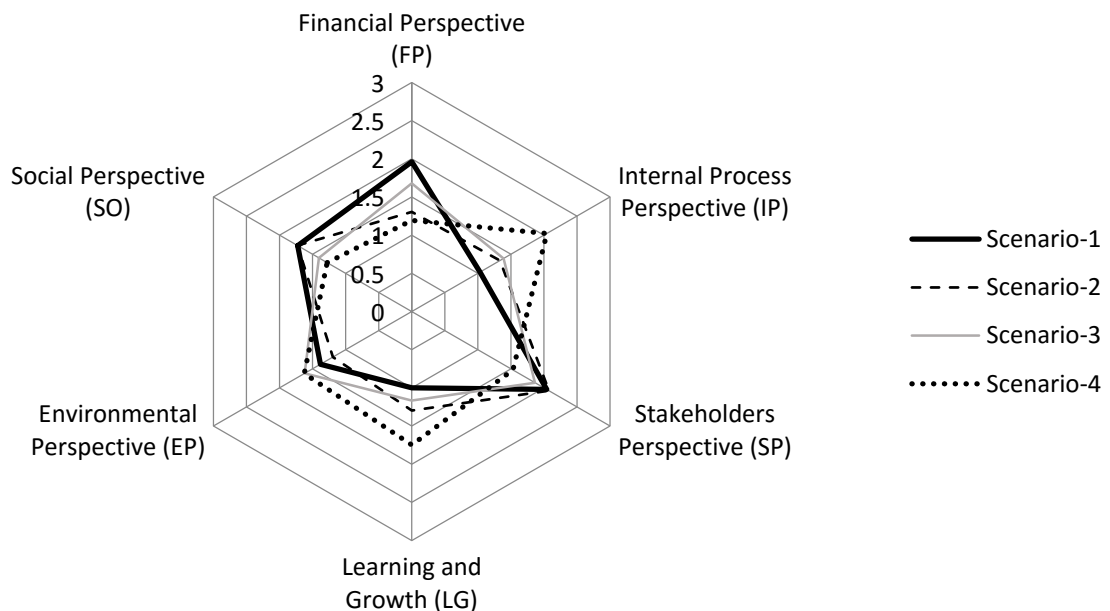 Financial Perspective
(FP)
3
2.5
2
1.5
1
0.5
0
Social Perspective
(SO)
Internal Process
Perspective (IP)
Environmental
Perspective (EP)
Stakeholders
Perspective (SP)
Learning and
Growth (LG)
Scenario-1
Scenario-2
Scenario-3
Scenario-4